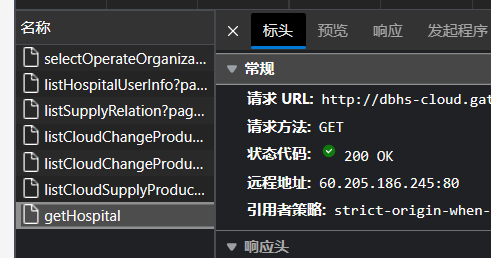 名称
selectOperateOrganiza...
listHospitalUserInfo?pa...
listSupplyRelation?pag...
listCloudChangeProdu...
listCloudChangeProdu...
listCloudSupplyProduc...
getHospital
标头 预览 响应 发起程序
常规
请求 URL: http://dbhs-cloud.gat
请求方法: GET
状态代码: 200 OK
远程地址: 60.205.186.245:80
引用者策略: strict-origin-when-
响应头